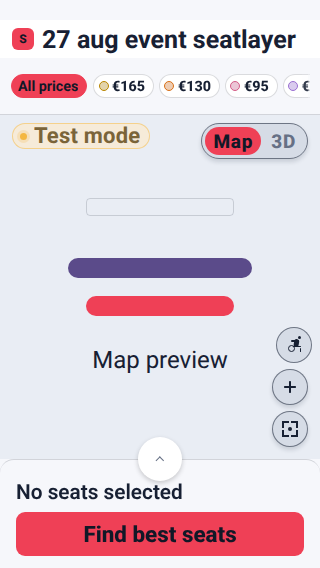 S 27 aug event seatlayer
All prices €165 €130 €95 €
Test mode Map 3D
Map preview
No seats selected
Find best seats